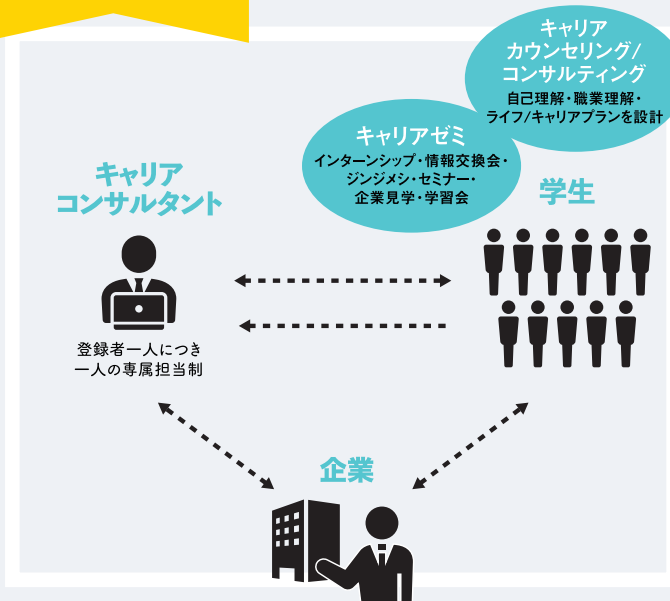 キャリア
カウンセリング/
コンサルティング
自己理解・職業理解・
ライフ/キャリアプランを設計
キャリアゼミ
インターンシップ・情報交換会・
ジンジメシ・セミナー・
企業見学・学習会
キャリア
コンサルタント
学生
登録者一人につき
一人の専属担当制
企業